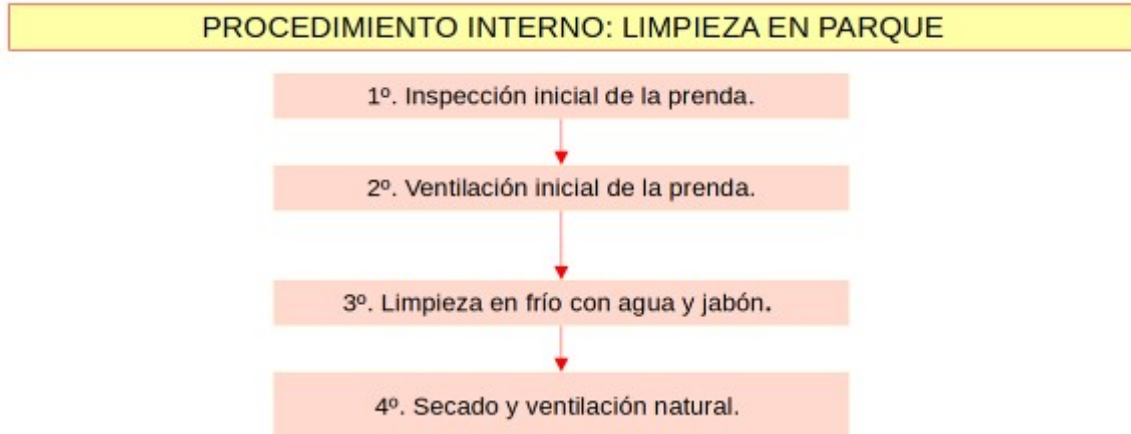 PROCEDIMIENTO INTERNO: LIMPIEZA EN PARQUE
1º. Inspección inicial de la prenda.
2º. Ventilación inicial de la prenda.
3º. Limpieza en frío con agua y jabón.
4º. Secado y ventilación natural.